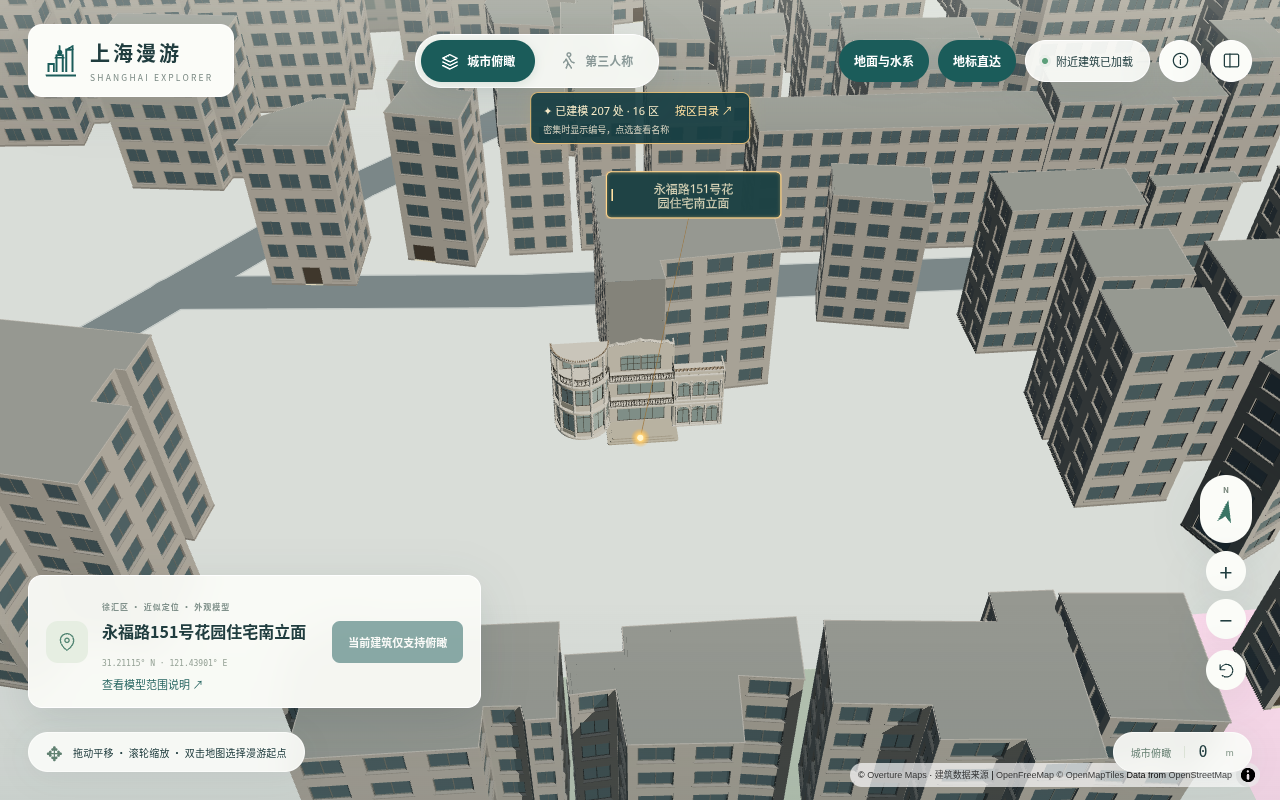 上海漫游
SHANGHAI EXPLORER
城市俯瞰
第三人称
地面与水系
地标直达
附近建筑已加载
✦ 已建模 207 处 · 16 区 按区目录 ↗
密集时显示编号，点选查看名称
永福路151号花
园住宅南立面
N
徐汇区 · 近似定位 · 外观模型
永福路151号花园住宅南立面
31.21115° N · 121.43901° E
查看模型范围说明 ↗
当前建筑仅支持俯瞰
拖动平移 · 滚轮缩放 · 双击地图选择漫游起点
城市俯瞰 0 m
© Overture Maps · 建筑数据来源 | OpenFreeMap © OpenMapTiles Data from OpenStreetMap